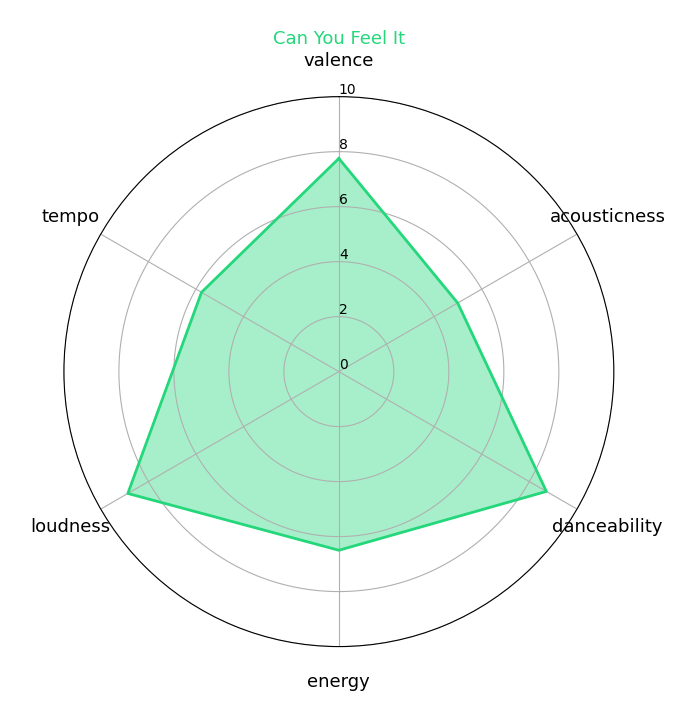 Can You Feel It
valence
10
8
tempo
6
acousticness
4
2
0
loudness
danceability
energy